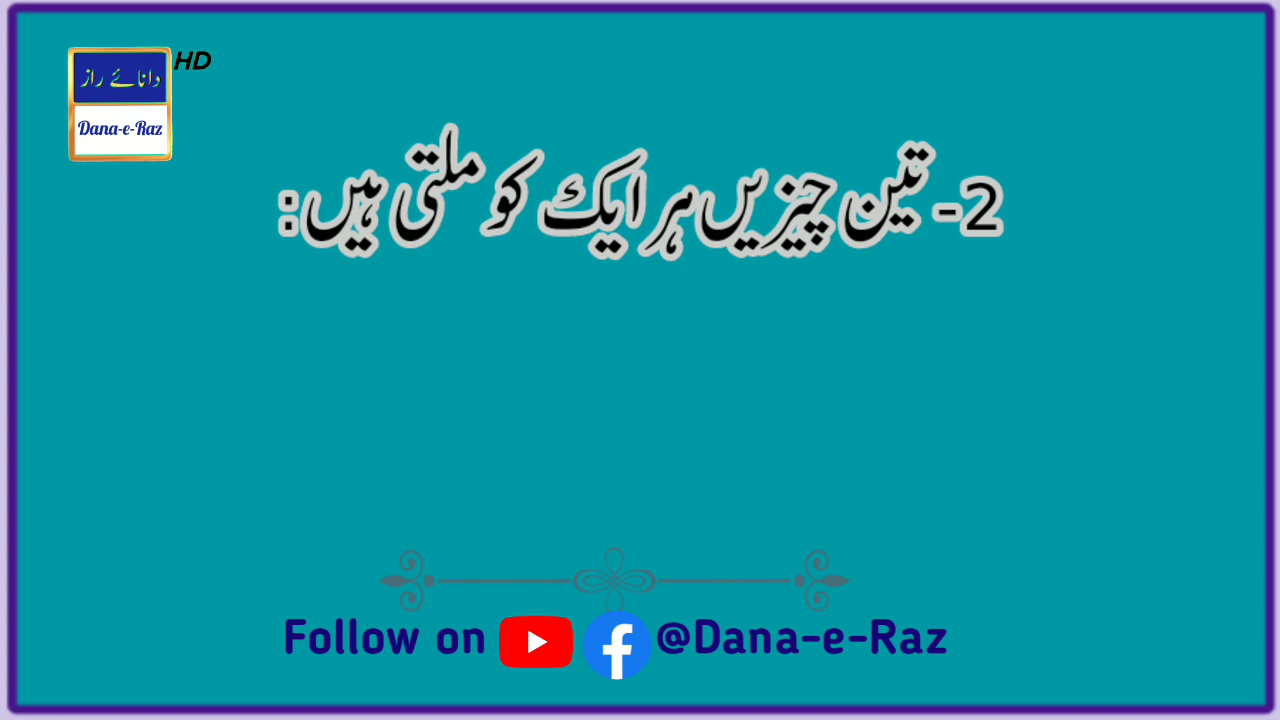 دانائے راز
Dana-e-Raz
HD
2- تین چیزیں ہر ایک کو ملتی ہیں:
Follow on @Dana-e-Raz